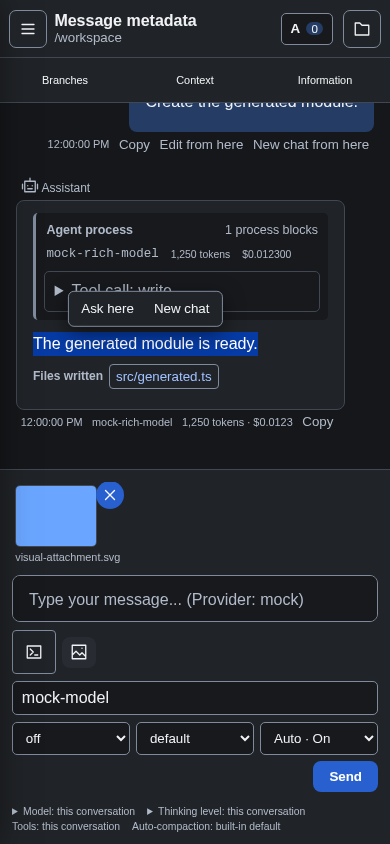 Message metadata
/workspace
A 0
Branches Context Information
Create the generated module.
12:00:00 PM Copy Edit from here New chat from here
Assistant
Agent process 1 process blocks
mock-rich-model 1,250 tokens $0.012300
Tool call: write
Ask here New chat
The generated module is ready.
Files written src/generated.ts
12:00:00 PM mock-rich-model 1,250 tokens · $0.0123 Copy
visual-attachment.svg
Type your message... (Provider: mock)
mock-model
off default Auto · On
Send
Model: this conversation Thinking level: this conversation
Tools: this conversation Auto-compaction: built-in default